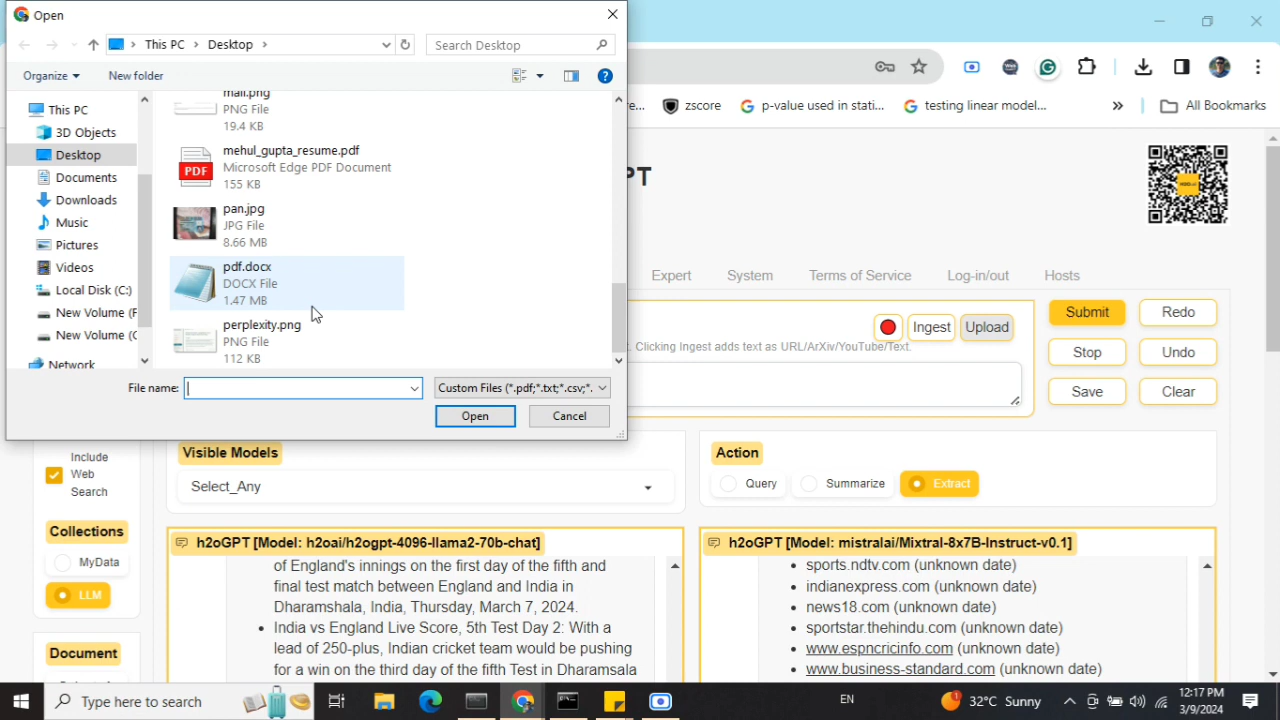 Open
This PC
Desktop
Search Desktop
Organize
New folder
This PC
3D Objects
Desktop
Documents
Downloads
Music
Pictures
Videos
Local Disk (C:)
New Volume (F
New Volume (G
Network
mail.png
PNG File
19.4 KB
mehul_gupta_resume.pdf
Microsoft Edge PDF Document
155 KB
PDF
pan.jpg
JPG File
8.66 MB
pdf.docx
DOCX File
1.47 MB
perplexity.png
PNG File
112 KB
File name:
Custom Files (*.pdf;*.txt;*.csv;*.
Open
Cancel
e...
zscore
p-value used in stati...
testing linear model...
»
All Bookmarks
PT
Expert
System
Terms of Service
Log-in/out
Hosts
Ingest
Upload
t. Clicking Ingest adds text as URL/ArXiv/YouTube/Text.
Submit
Redo
Stop
Undo
Save
Clear
Include
Web
Search
Collections
MyData
LLM
Document
Visible Models
Select_Any
Action
Query
Summarize
Extract
h2oGPT [Model: h2oai/h2ogpt-4096-llama2-70b-chat]
of England's innings on the first day of the fifth and
final test match between England and India in
Dharamshala, India, Thursday, March 7, 2024.
• India vs England Live Score, 5th Test Day 2: With a
lead of 250-plus, Indian cricket team would be pushing
for a win on the third day of the fifth Test in Dharamsala
h2oGPT [Model: mistralai/Mixtral-8x7B-Instruct-v0.1]
• sports.ndtv.com (unknown date)
• indianexpress.com (unknown date)
• news18.com (unknown date)
• sportstar.thehindu.com (unknown date)
• www.espncricinfo.com (unknown date)
• www.business-standard.com (unknown date)
Type here to search
EN
1
32°C Sunny
12:17 PM
3/9/2024